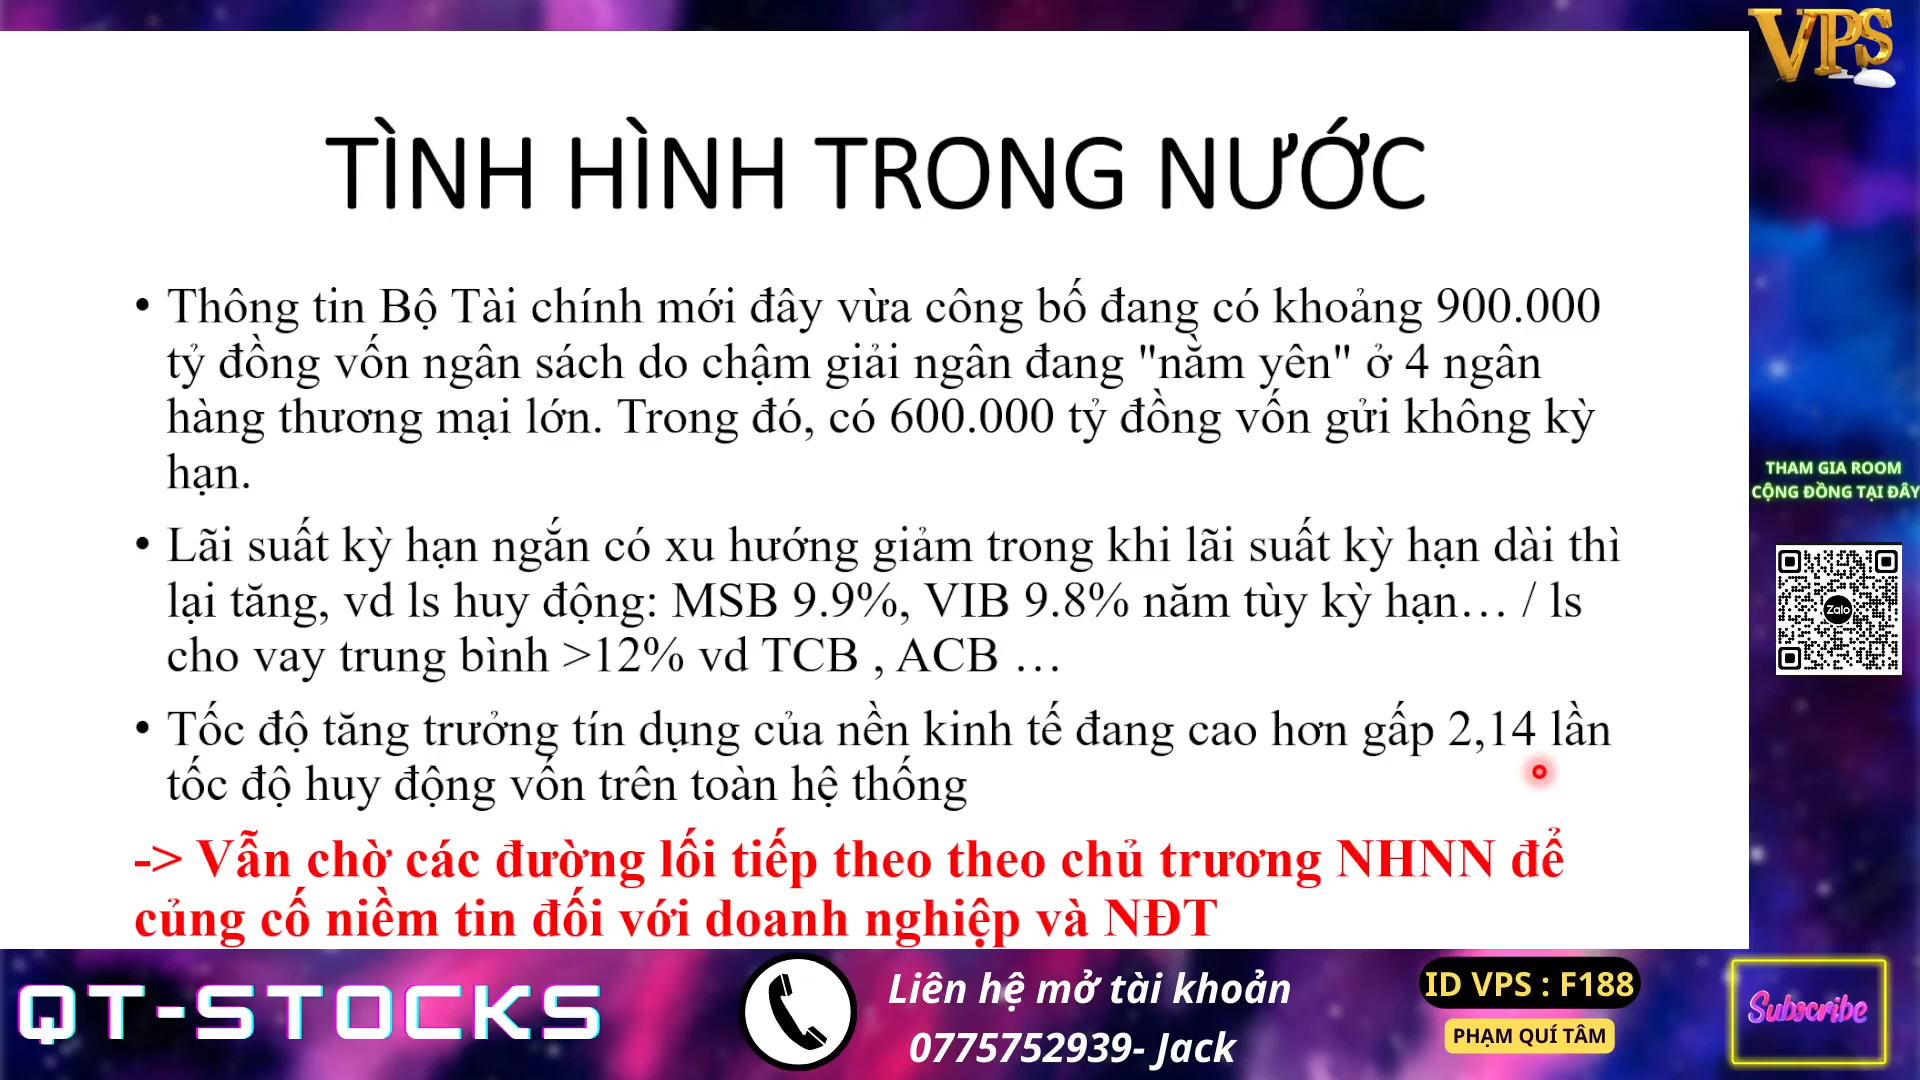 VPS
TÌNH HÌNH TRONG NƯỚC
• Thông tin Bộ Tài chính mới đây vừa công bố đang có khoảng 900.000
tỷ đồng vốn ngân sách do chậm giải ngân đang "nằm yên" ở 4 ngân
hàng thương mại lớn. Trong đó, có 600.000 tỷ đồng vốn gửi không kỳ
hạn.
• Lãi suất kỳ hạn ngắn có xu hướng giảm trong khi lãi suất kỳ hạn dài thì
lại tăng, vd ls huy động: MSB 9.9%, VIB 9.8% năm tùy kỳ hạn… / ls
cho vay trung bình >12% vd TCB , ACB …
• Tốc độ tăng trưởng tín dụng của nền kinh tế đang cao hơn gấp 2,14 lần
tốc độ huy động vốn trên toàn hệ thống
-> Vẫn chờ các đường lối tiếp theo theo chủ trương NHNN để
củng cố niềm tin đối với doanh nghiệp và NĐT
THAM GIA ROOM
CỘNG ĐỒNG TẠI ĐÂY
Zalo
QT-STOCKS
Liên hệ mở tài khoản
0775752939- Jack
ID VPS : F188
PHẠM QUÍ TÂM
Subscribe